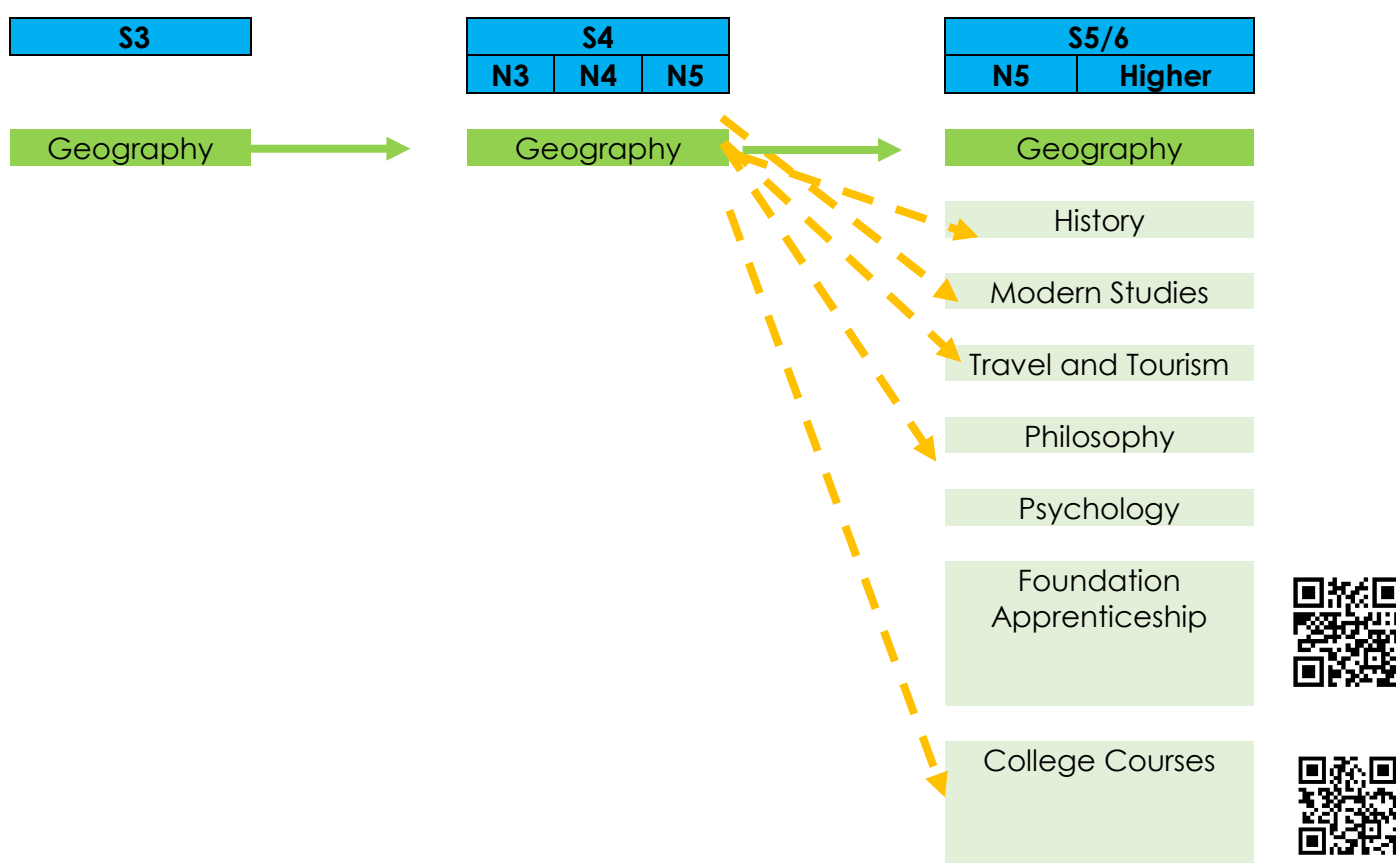 S3
S4
N3 N4 N5
S5/6
N5 Higher
Geography
Geography
Geography
History
Modern Studies
Travel and Tourism
Philosophy
Psychology
Foundation
Apprenticeship
College Courses